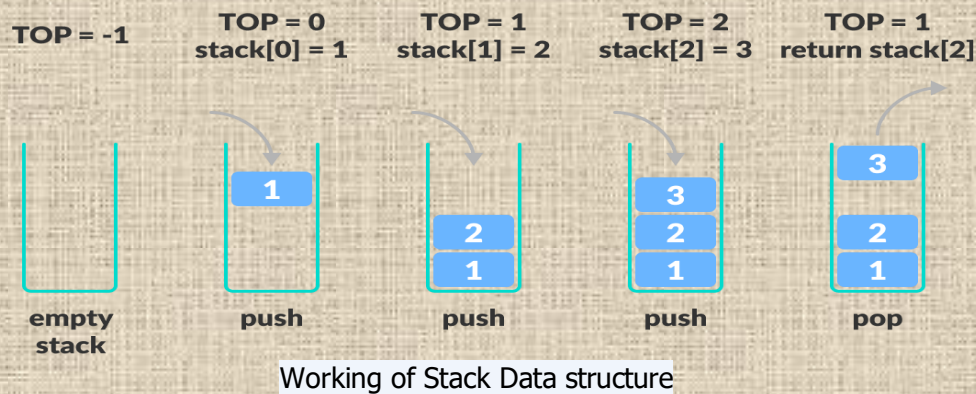 TOP = -1
TOP = 0
stack[0] = 1
TOP = 1
stack[1] = 2
TOP = 2
stack[2] = 3
TOP = 1
return stack[2]
1
2
1
3
2
1
3
2
1
empty
stack
push
push
push
pop
Working of Stack Data structure